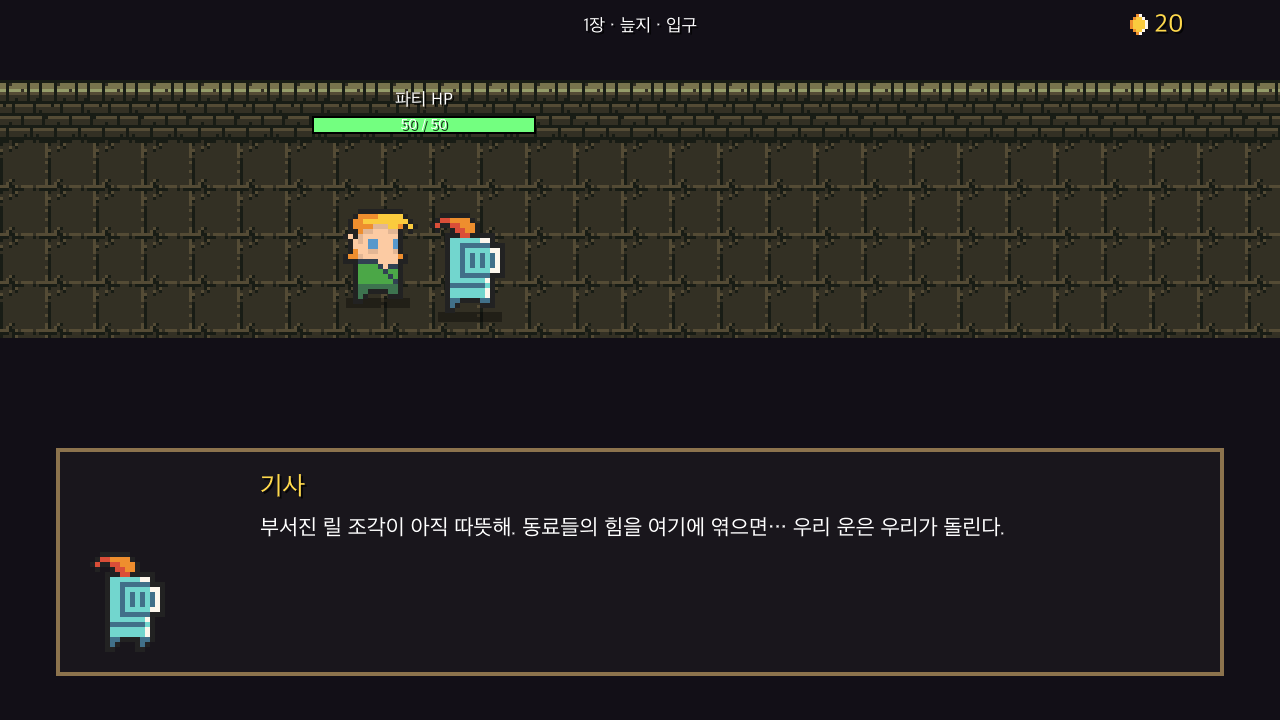 1장 · 늪지 · 입구
20
파티 HP
50 / 50
기사
부서진 릴 조각이 아직 따뜻해. 동료들의 힘을 여기에 엮으면… 우리 운은 우리가 돌린다.